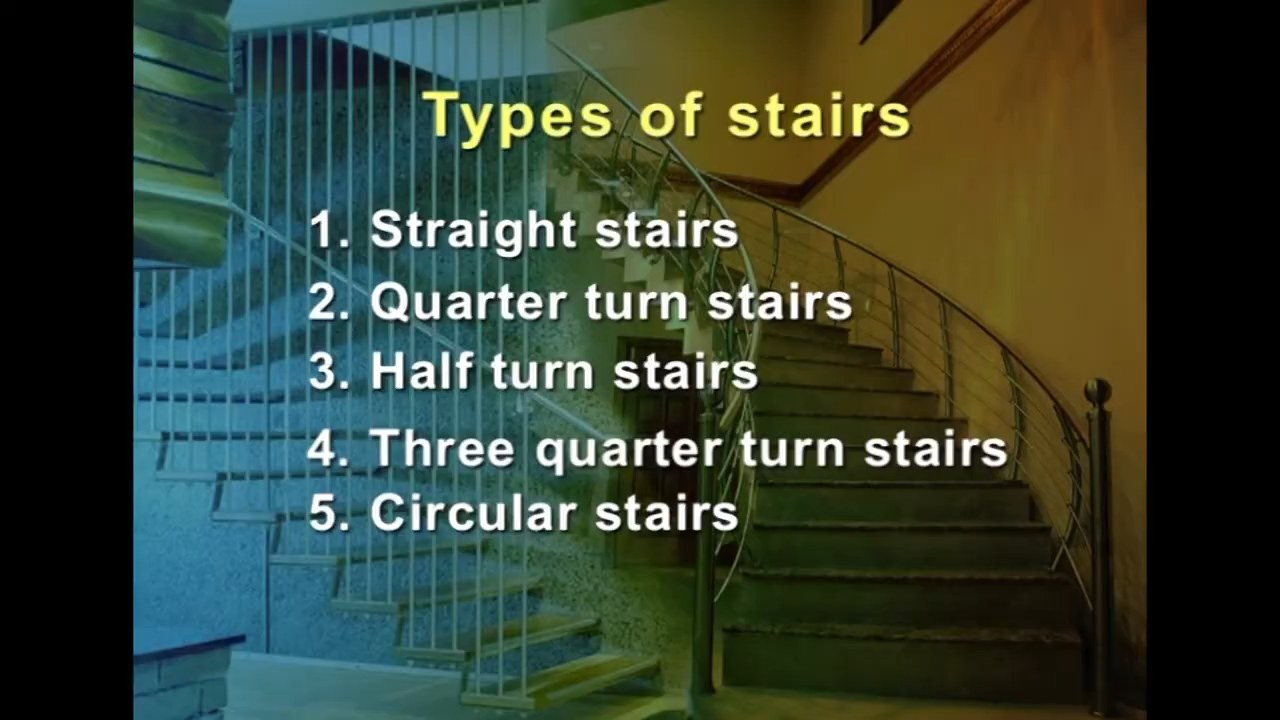 Types of stairs
1. Straight stairs
2. Quarter turn stairs
3. Half turn stairs
4. Three quarter turn stairs
5. Circular stairs